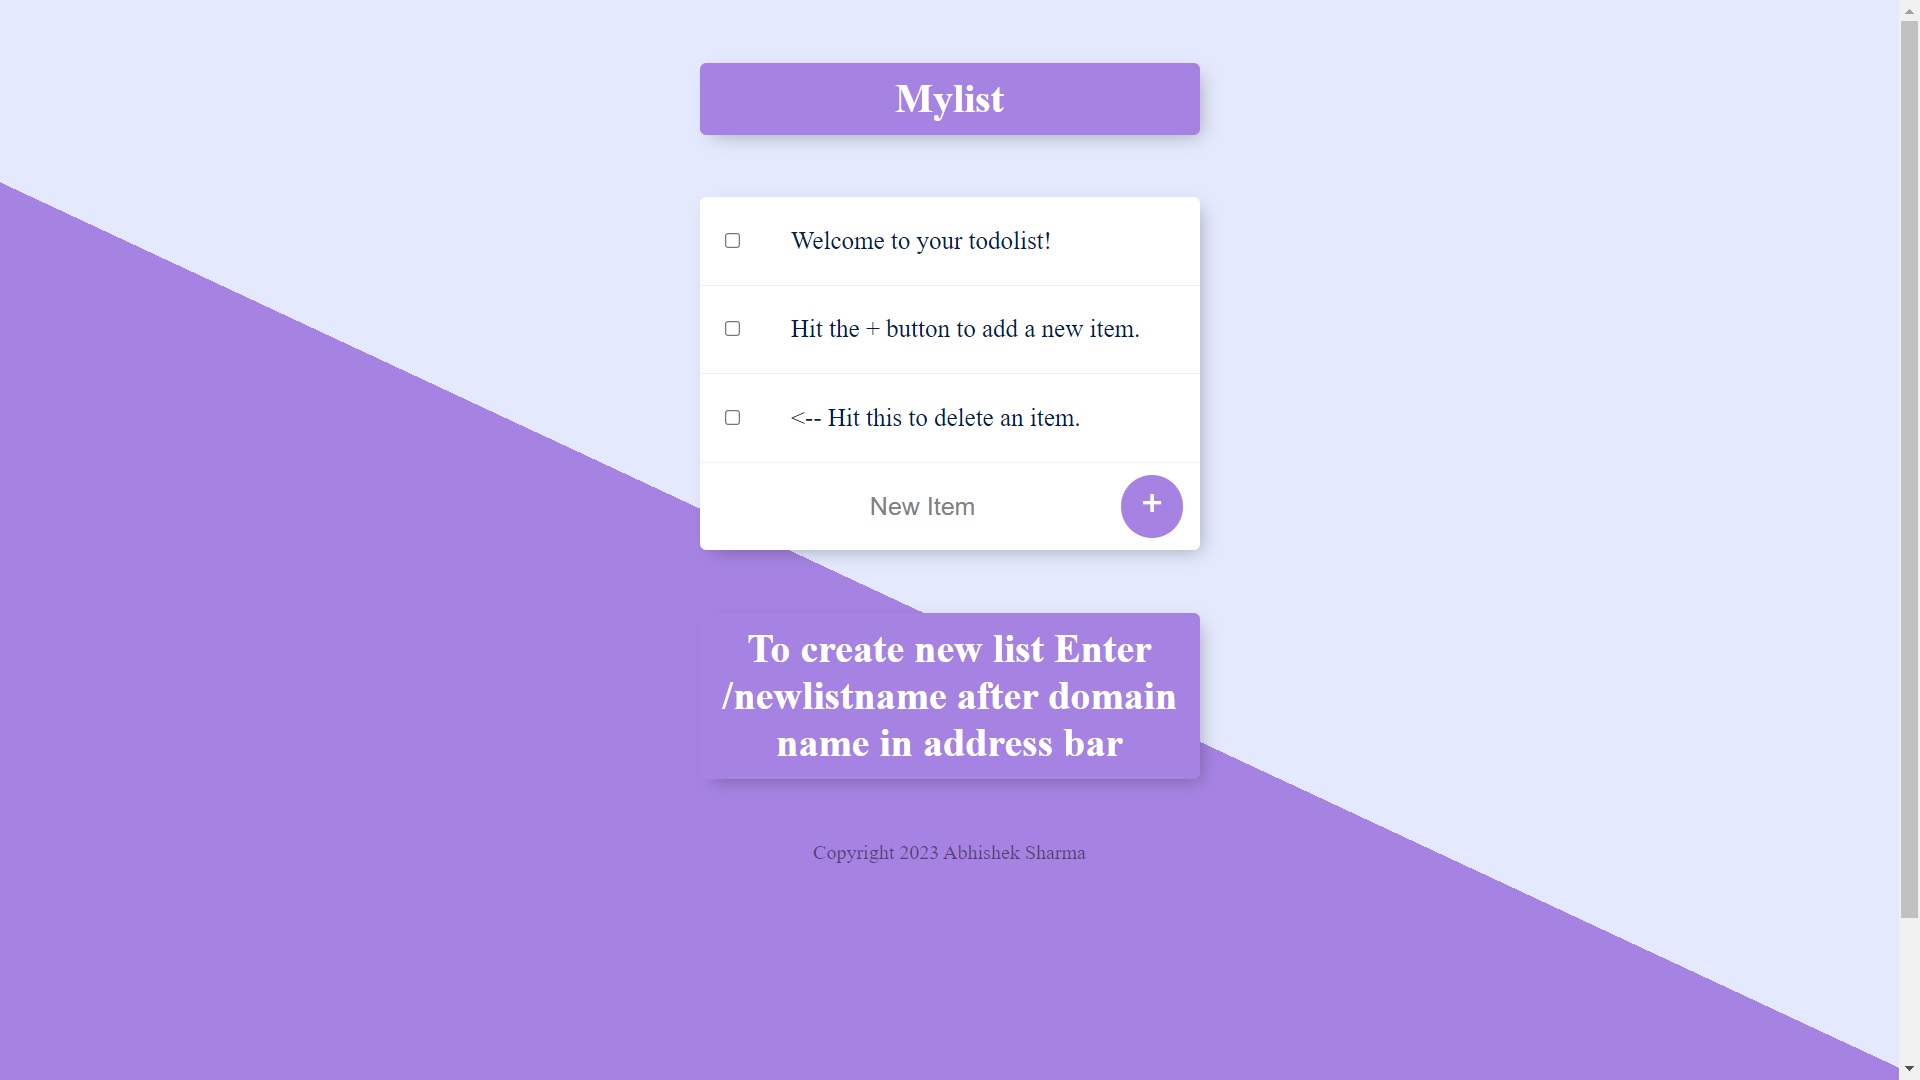 Mylist
Welcome to your todolist!
Hit the + button to add a new item.
<-- Hit this to delete an item.
New Item
+
To create new list Enter
/newlistname after domain
name in address bar
Copyright 2023 Abhishek Sharma